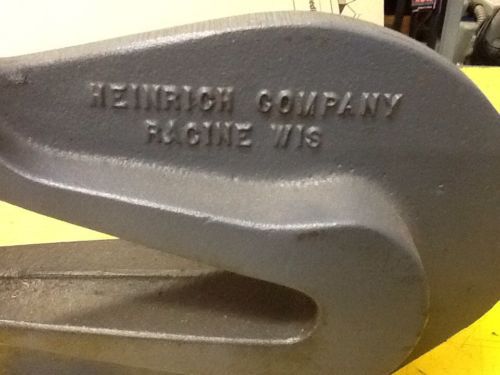 HEINRICH COMPANY
RACINE WIS